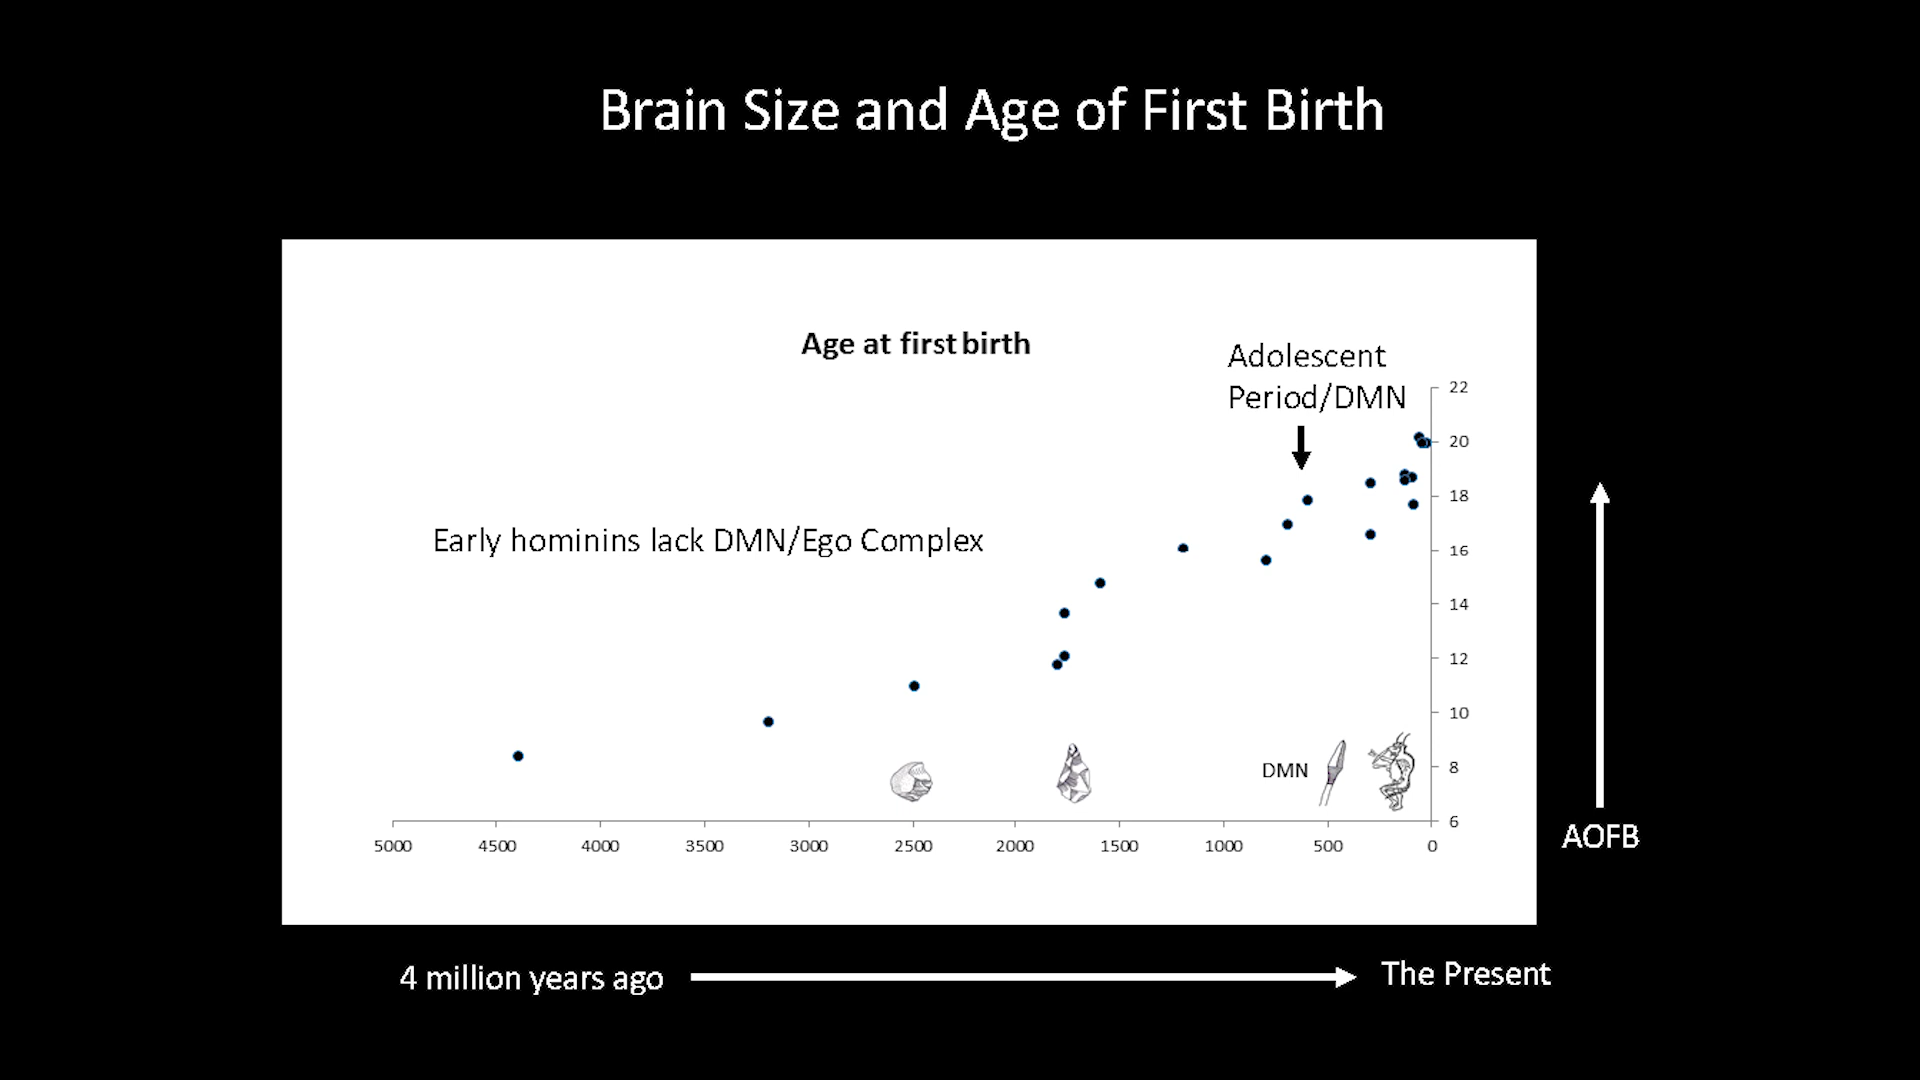 Brain Size and Age of First Birth
Age at first birth
Adolescent
Period/DMN
Early hominins lack DMN/Ego Complex
22
20
18
16
14
12
10
8
6
DMN
5000 4500 4000 3500 3000 2500 2000 1500 1000 500 0
AOFB
4 million years ago
The Present